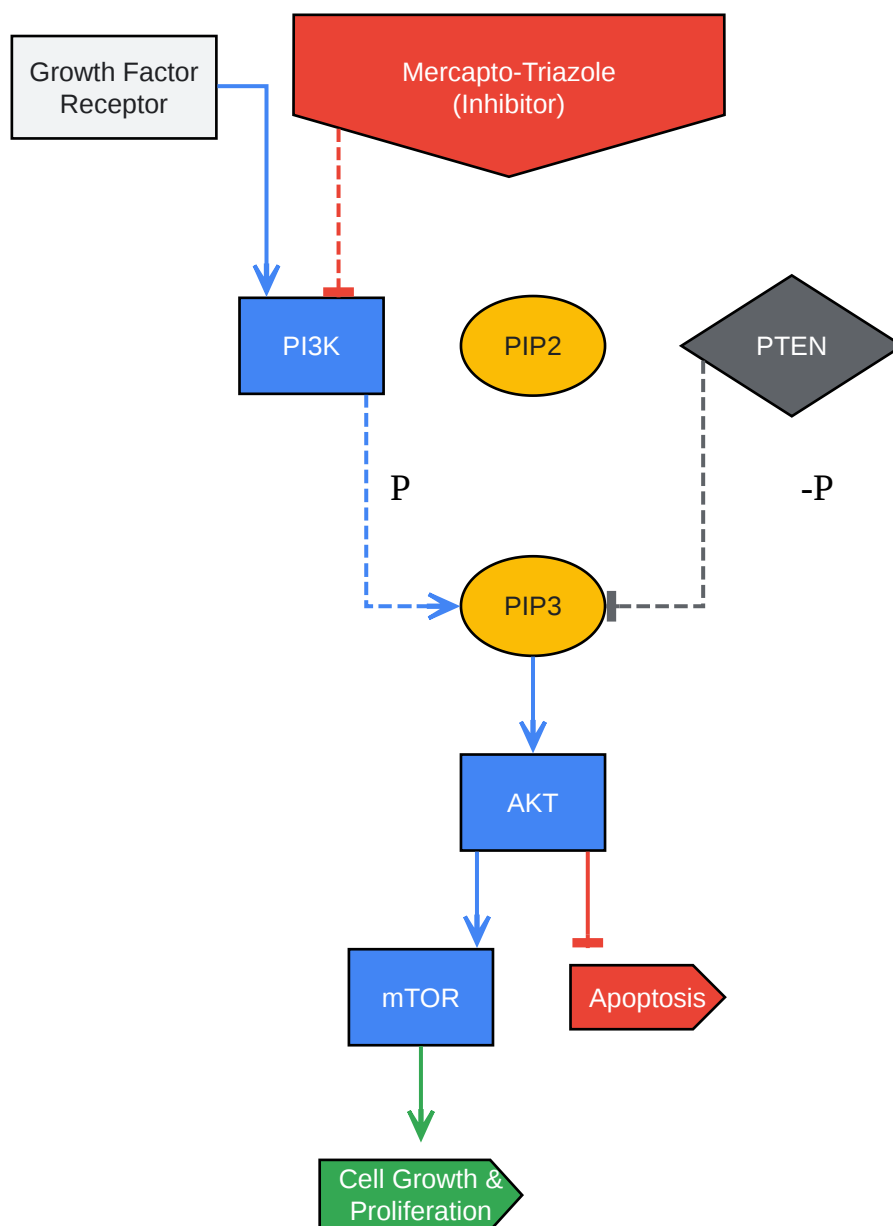 Growth Factor
Receptor
Mercapto-Triazole
(Inhibitor)
PI3K
PIP2
PTEN
P
-P
PIP3
AKT
mTOR
Apoptosis
Cell Growth &
Proliferation